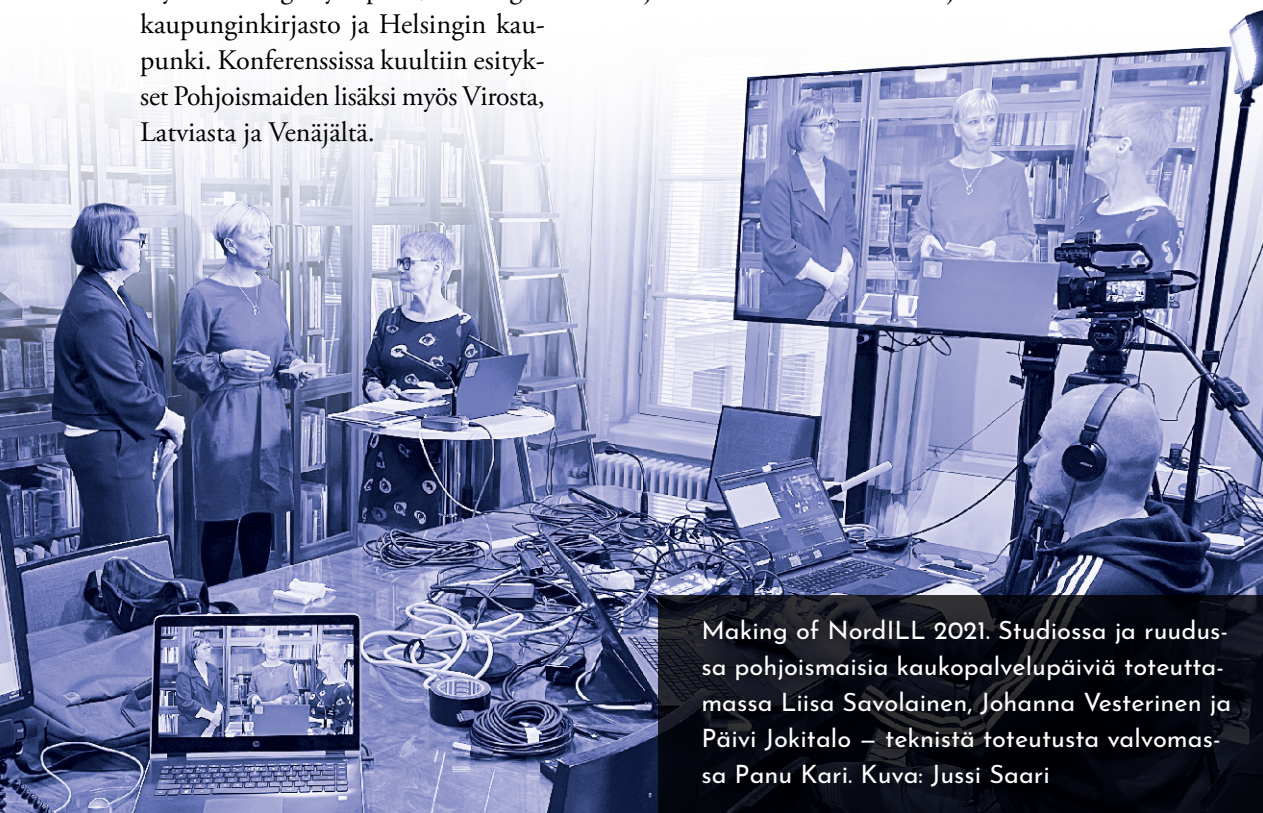 kaupunginkirjasto ja Helsingin kau-
punki. Konferenssissa kuultiin esityk-
set Pohjoismaiden lisäksi myös Virosta,
Latviasta ja Venäjältä.
Making of NordILL 2021. Studiossa ja ruudus-
sa pohjoismaisia kaukopalvelupäiviä toteutta-
massa Liisa Savolainen, Johanna Vesterinen ja
Päivi Jokitalo – teknistä toteutusta valvomas-
sa Panu Kari. Kuva: Jussi Saari